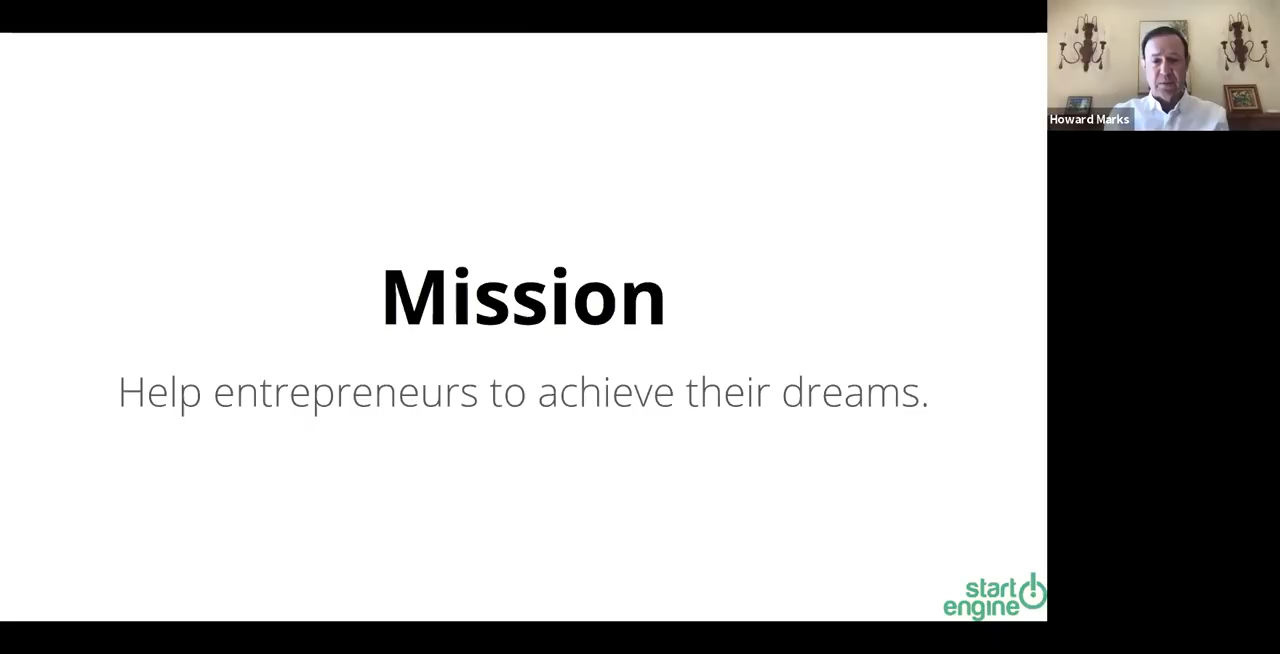 Mission
Help entrepreneurs to achieve their dreams.
start
engine
Howard Marks